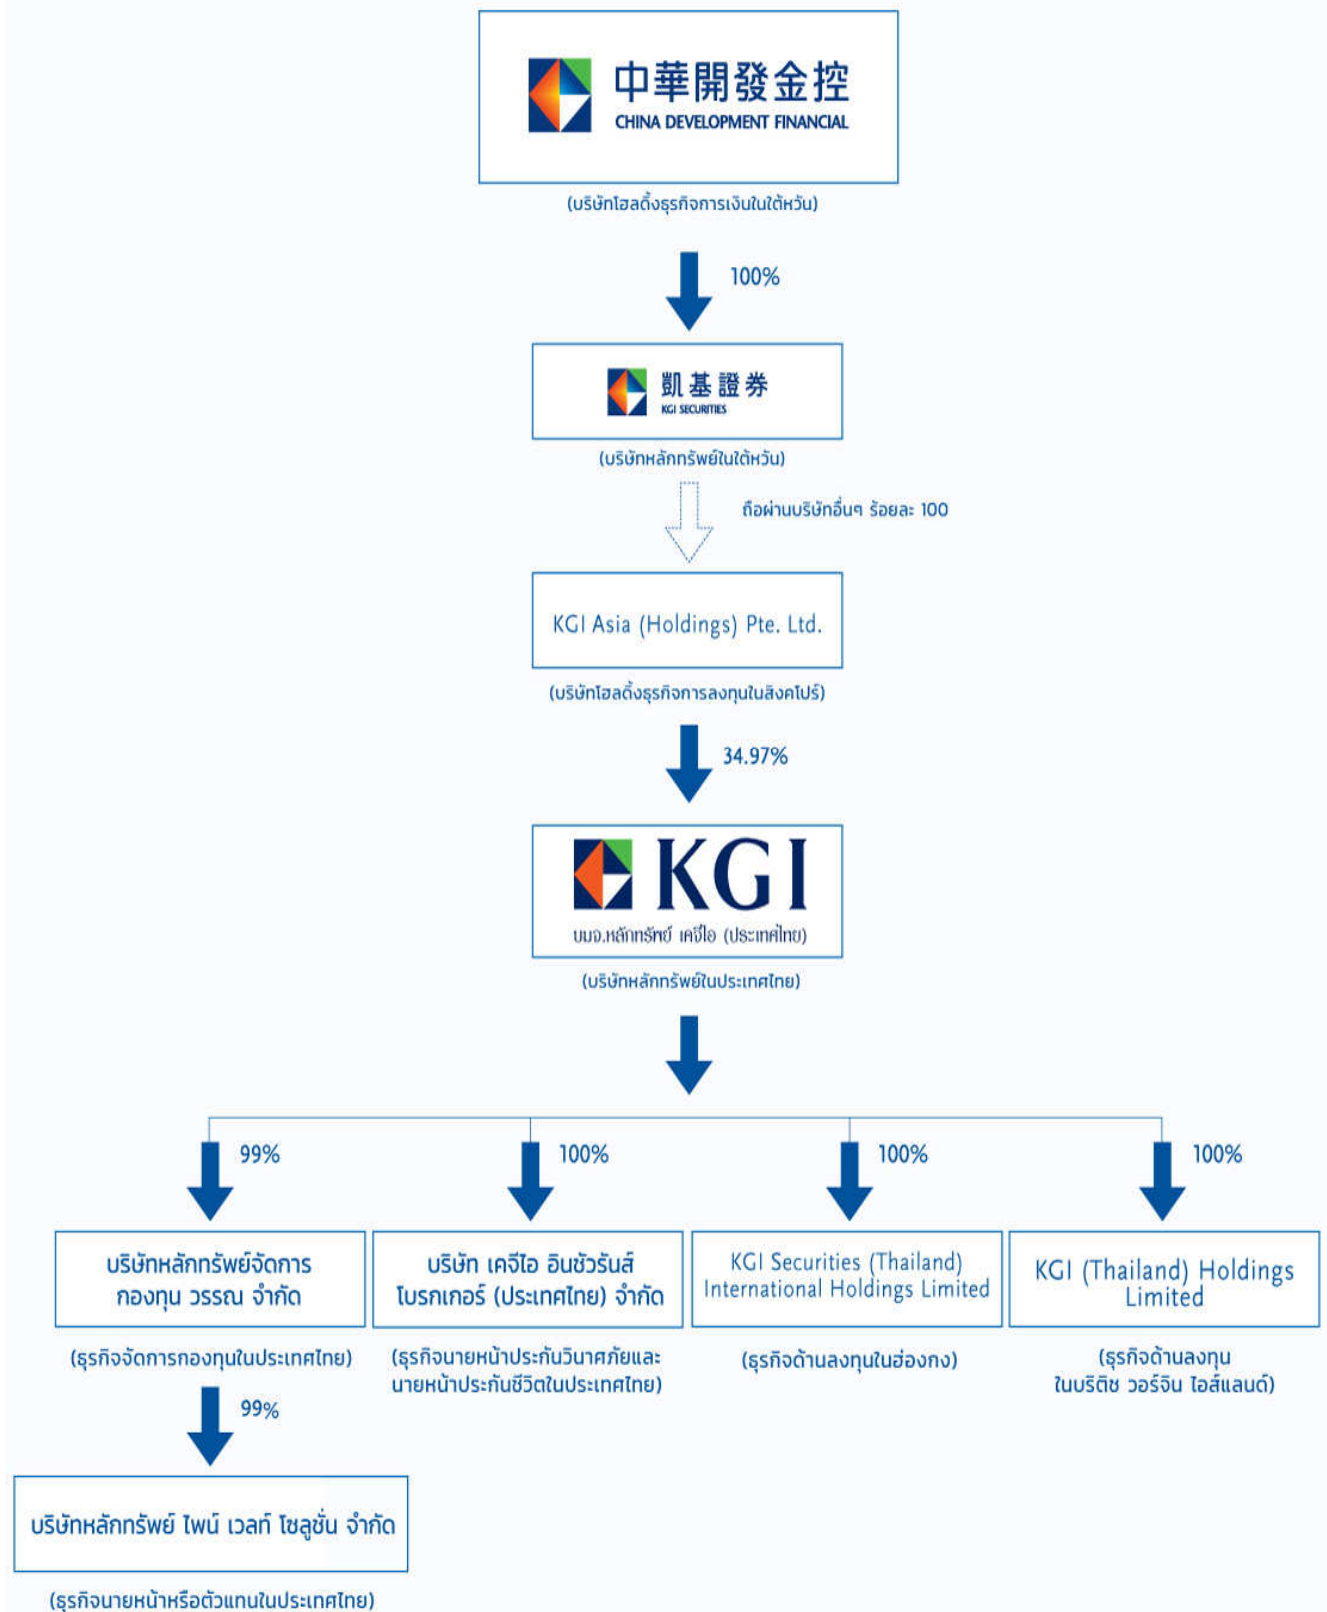 中華開發金控
CHINA DEVELOPMENT FINANCIAL
(บริษัทโฮลดิ้งธุรกิจการเงินในใต้หวัน)
100%
凱基證券
KGI SECURITIES
(บริษัทหลักทรัพย์ในใต้หวัน)
ถือผ่านบริษัทอื่นๆ ร้อยละ 100
KGI Asia (Holdings) Pte. Ltd.
(บริษัทโฮลดิ้งธุรกิจการลงทุนในสิงคโปร์)
34.97%
KGI
บมจ.หลักทรัพย์ เคจีไอ (ประเทศไทย)
(บริษัทหลักทรัพย์ในประเทศไทย)
99%
100%
100%
100%
บริษัทหลักทรัพย์จัดการ
กองทุน วรรณ จำกัด
(ธุรกิจจัดการกองทุนในประเทศไทย)
บริษัท เคจีไอ อินชัวรันส์
โบรกเกอร์ (ประเทศไทย) จำกัด
(ธุรกิจนายหน้าประกันวินาศภัยและ
นายหน้าประกันชีวิตในประเทศไทย)
KGI Securities (Thailand)
International Holdings Limited
(ธุรกิจด้านลงทุนในฮ่องกง)
KGI (Thailand) Holdings
Limited
(ธุรกิจด้านลงทุน
ในบริติช วอร์จิน ไอส์แลนด์)
99%
บริษัทหลักทรัพย์ ไพน์ เวลท์ โซลูชั่น จำกัด
(ธุรกิจนายหน้าหรือตัวแทนในประเทศไทย)